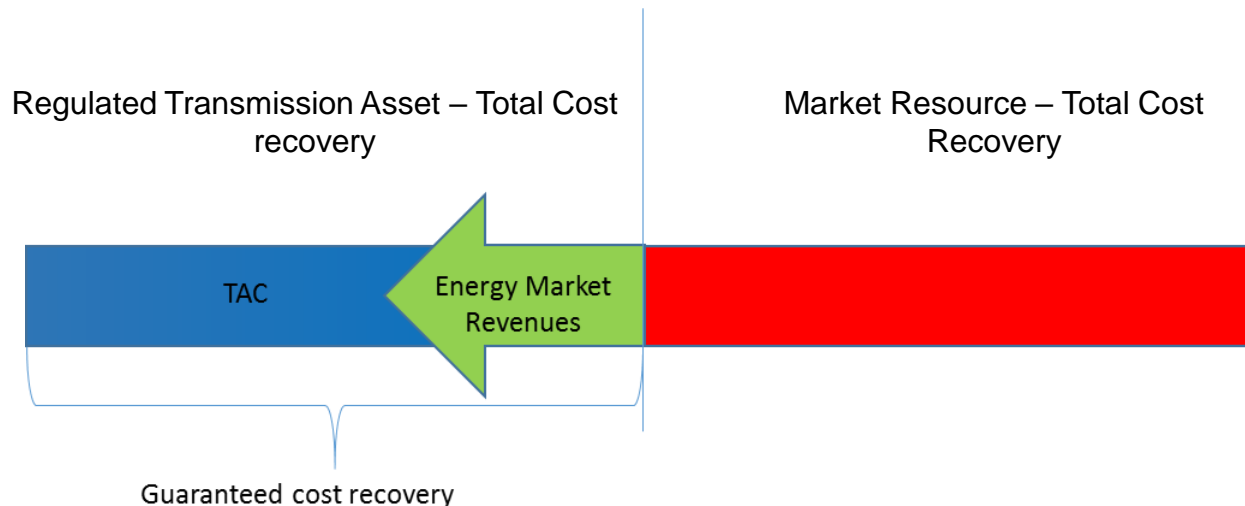 Regulated Transmission Asset – Total Cost
recovery
Market Resource – Total Cost
Recovery
TAC
Energy Market
Revenues
Guaranteed cost recovery